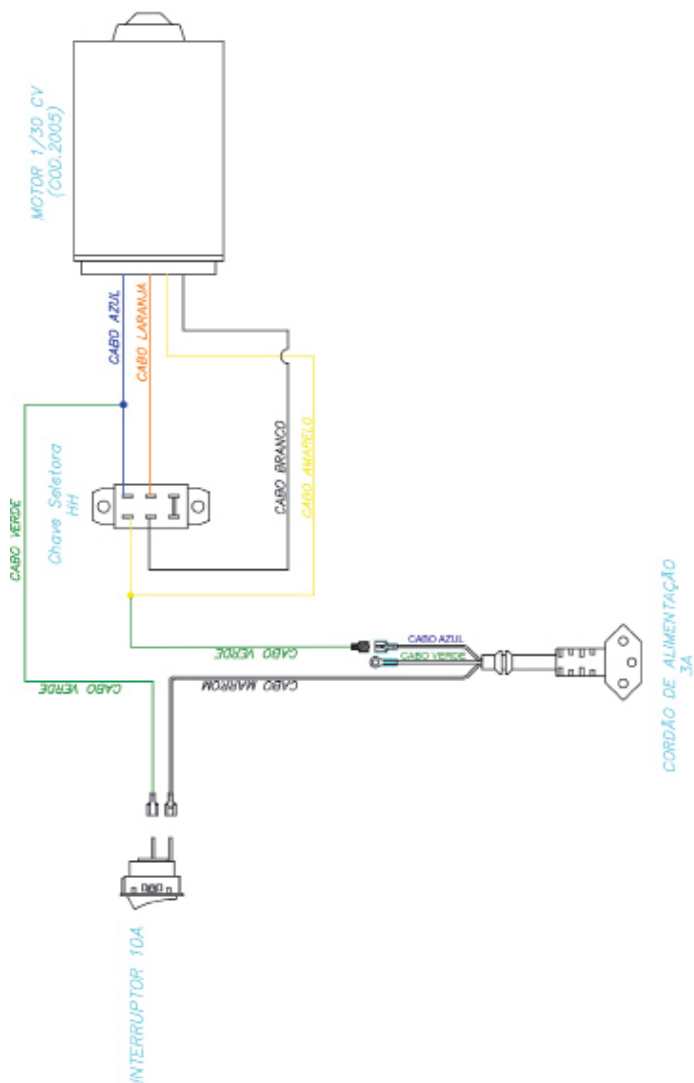 MOTOR 1/30 CV
(COD.2005)
CABO AZUL
CABO LARANJA
CABO VERDE
Chave Seletora
HH
CABO BRANCO
CABO AMARELO
CABO VERDE
CABO AZUL
CABO VERDE
CABO VERDE
CABO MARROM
CORDÃO DE ALIMENTAÇÃO
3A
INTERRUPTOR 10A